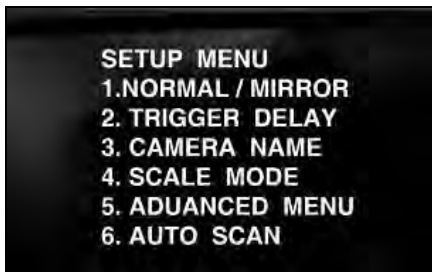 SETUP MENU
1.NORMAL / MIRROR
2. TRIGGER DELAY
3. CAMERA NAME
4. SCALE MODE
5. ADUANCED MENU
6. AUTO SCAN